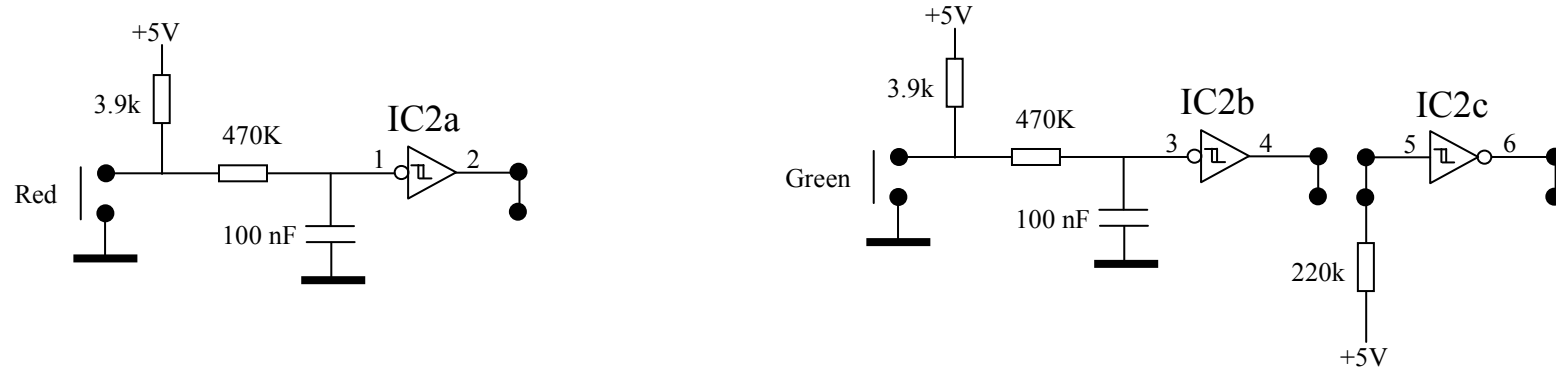 +5V
3.9k
470K
IC2a
1
2
Red
100 nF
+5V
3.9k
470K
IC2b
3
4
Green
100 nF
IC2c
5
6
220k
+5V